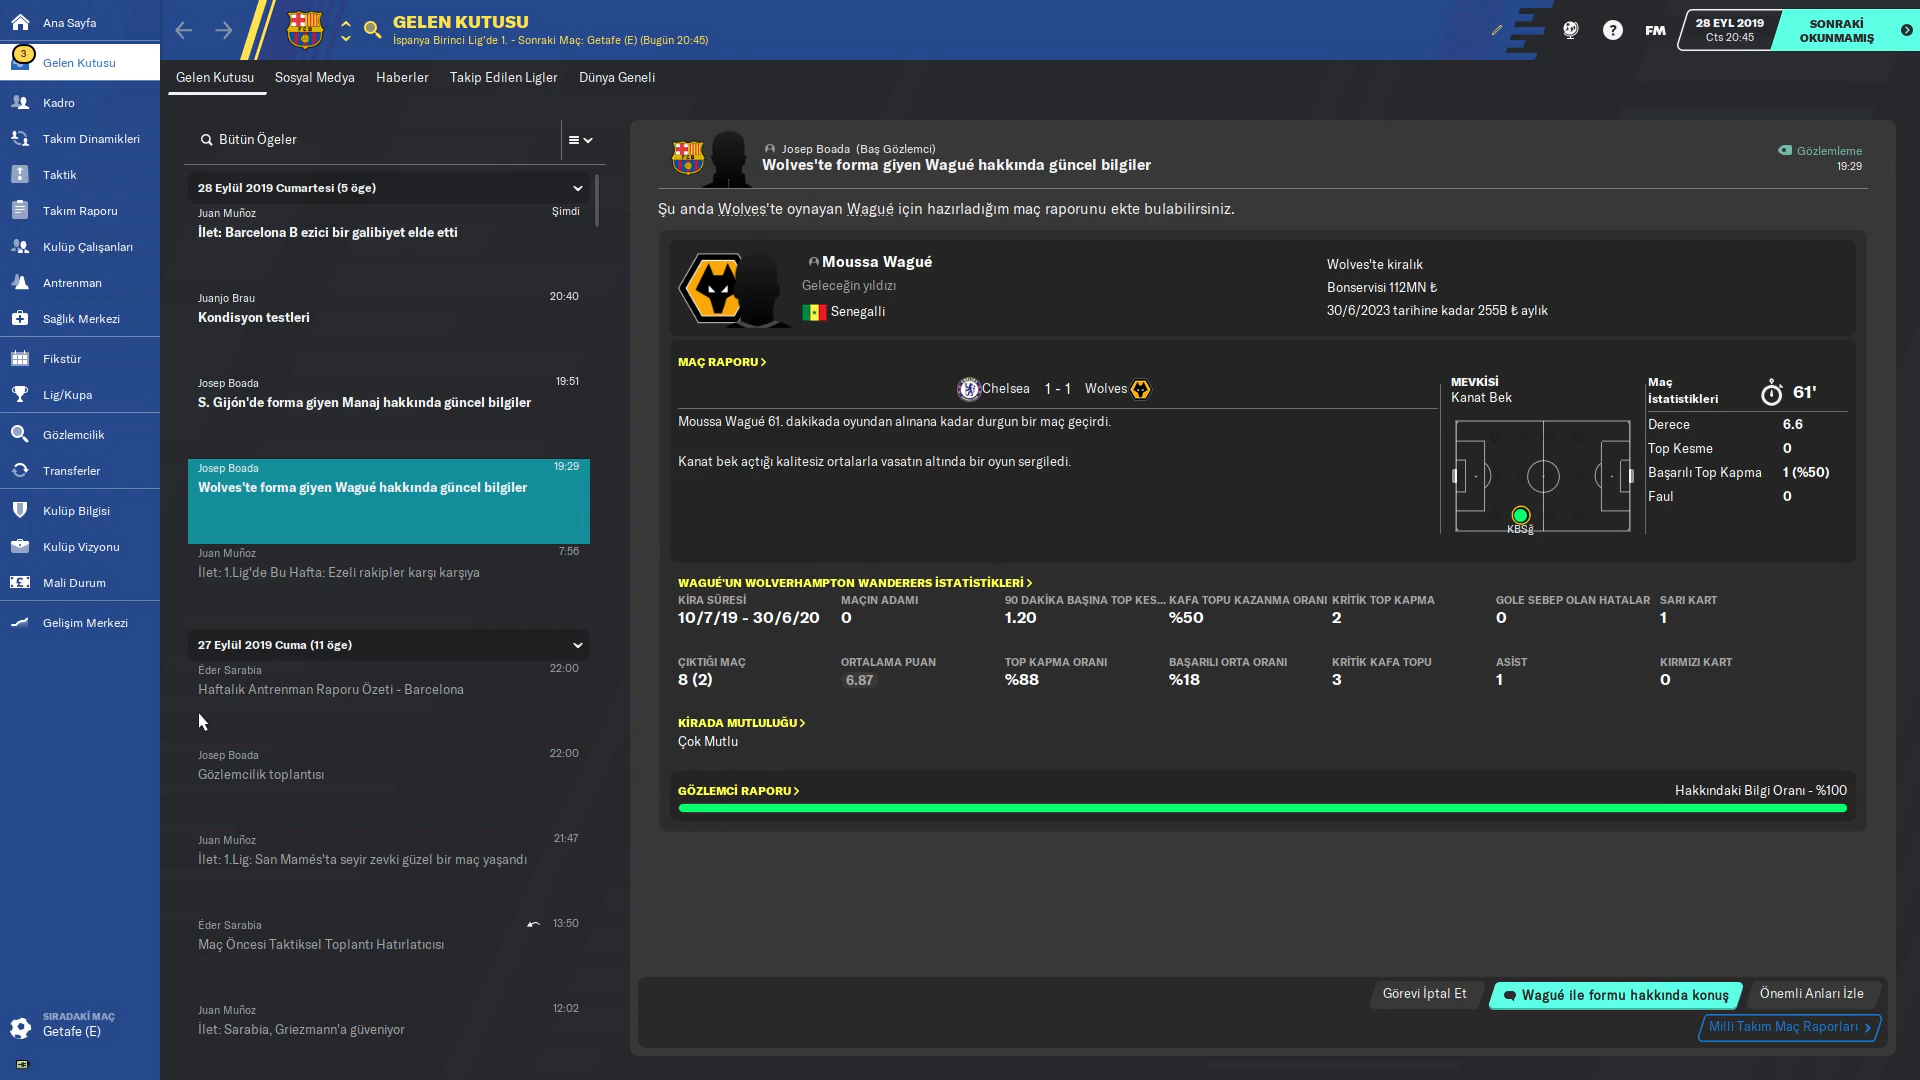 Ana Sayfa
3
Gelen Kutusu
Kadro
Takım Dinamikleri
Taktik
Takım Raporu
Kulüp Çalışanları
Antrenman
Sağlık Merkezi
Fikstür
Lig/Kupa
Gözlemcilik
Transferler
Kulüp Bilgisi
Kulüp Vizyonu
Mali Durum
Gelişim Merkezi
SIRADAKİ MAÇ
Getafe (E)
GELEN KUTUSU
İspanya Birinci Lig'de 1. - Sonraki Maç: Getafe (E) (Bugün 20:45)
?
FM
28 EYL 2019
Cts 20:45
SONRAKİ
OKUNMAMIŞ
Gelen Kutusu Sosyal Medya Haberler Takip Edilen Ligler Dünya Geneli
Bütün Ögeler
28 Eylül 2019 Cumartesi (5 öge)
Juan Muñoz Şimdi
İlet: Barcelona B ezici bir galibiyet elde etti
Juanjo Brau 20:40
Kondisyon testleri
Josep Boada 19:51
S. Gijón'de forma giyen Manaj hakkında güncel bilgiler
Josep Boada 19:29
Wolves'te forma giyen Wagué hakkında güncel bilgiler
Juan Muñoz 7:56
İlet: 1.Lig'de Bu Hafta: Ezeli rakipler karşı karşıya
27 Eylül 2019 Cuma (11 öge)
Éder Sarabia 22:00
Haftalık Antrenman Raporu Özeti - Barcelona
Josep Boada 22:00
Gözlemcilik toplantısı
Juan Muñoz 21:47
İlet: 1.Lig: San Mamés'ta seyir zevki güzel bir maç yaşandı
Éder Sarabia 13:50
Maç Öncesi Taktiksel Toplantı Hatırlatıcısı
Juan Muñoz 12:02
İlet: Sarabia, Griezmann'a güveniyor
Josep Boada (Baş Gözlemci)
Wolves'te forma giyen Wagué hakkında güncel bilgiler
Gözlemleme
19:29
Şu anda Wolves'te oynayan Wagué için hazırladığım maç raporunu ekte bulabilirsiniz.
Moussa Wagué
Geleceğin yıldızı
Senegalli
Wolves'te kiralık
Bonservisi 112MN ₺
30/6/2023 tarihine kadar 255B ₺ aylık
MAÇ RAPORU
Chelsea 1 - 1 Wolves
Moussa Wagué 61. dakikada oyundan alınana kadar durgun bir maç geçirdi.
Kanat bek açtığı kalitesiz ortalarla vasatın altında bir oyun sergiledi.
MEVKİSİ
Kanat Bek
KBSğ
Maç
İstatistikleri
61'
Derece 6.6
Top Kesme 0
Başarılı Top Kapma 1 (%50)
Faul 0
WAGUÉ'UN WOLVERHAMPTON WANDERERS İSTATİSTİKLERİ
KİRA SÜRESİ MAÇIN ADAMI 90 DAKİKA BAŞINA TOP KES... KAFA TOPU KAZANMA ORANI KRİTİK TOP KAPMA GOLE SEBEP OLAN HATALAR SARI KART
10/7/19 - 30/6/20 0 1.20 %50 2 0 1
ÇIKTIĞI MAÇ ORTALAMA PUAN TOP KAPMA ORANI BAŞARILI ORTA ORANI KRİTİK KAFA TOPU ASİST KIRMIZI KART
8 (2) 6.87 %88 %18 3 1 0
KİRADA MUTLULUĞU
Çok Mutlu
GÖZLEMCİ RAPORU
Hakkındaki Bilgi Oranı - %100
Görevi İptal Et
Wagué ile formu hakkında konuş
Önemli Anları İzle
Milli Takım Maç Raporları